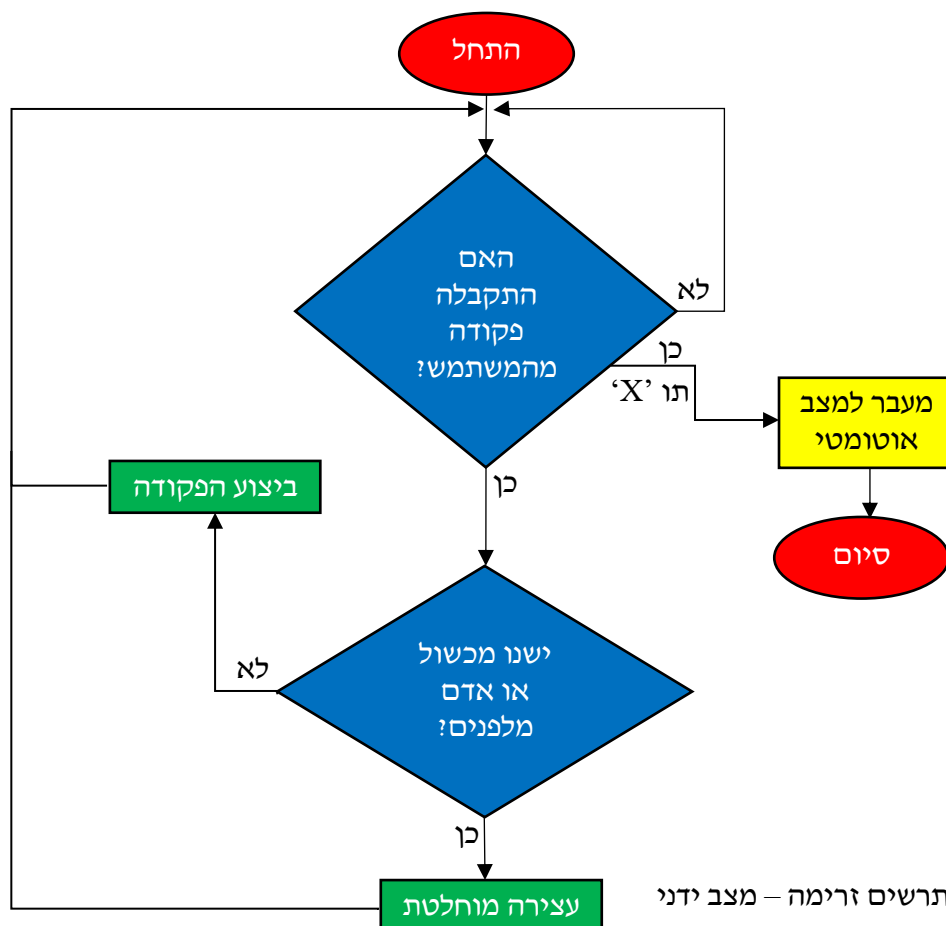 התחל
האם
התקבלה
פקודה
מהמשתמש?
לא
כן
תו 'X'
מעבר למצב
אוטומטי
כן
ביצוע הפקודה
סיום
ישנו מכשול
או אדם
מלפנים?
לא
כן
עצירה מוחלטת
תרשים זרימה – מצב ידני